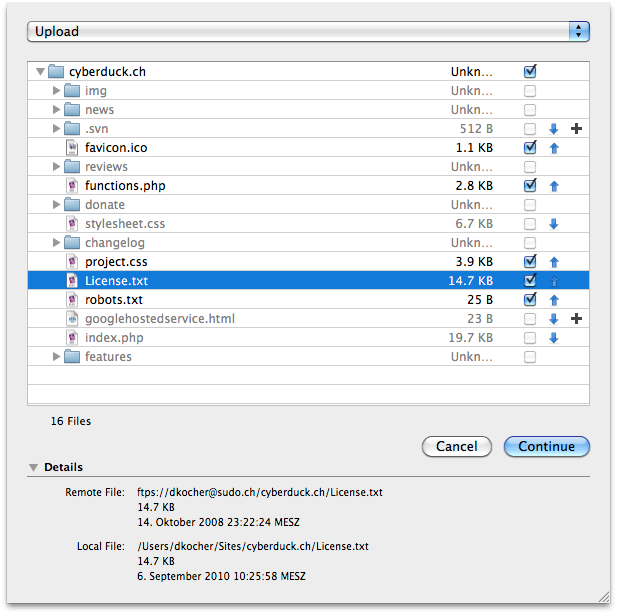 Upload
cyberduck.ch Unkn...
img Unkn...
news Unkn...
.svn 512 B
favicon.ico 1.1 KB
reviews Unkn...
functions.php 2.8 KB
donate Unkn...
stylesheet.css 6.7 KB
changelog Unkn...
project.css 3.9 KB
License.txt 14.7 KB
robots.txt 25 B
googlehostedservice.html 23 B
index.php 19.7 KB
features Unkn...
16 Files
Cancel Continue
Details
Remote File: ftps://dkocher@sudo.ch/cyberduck.ch/License.txt
14.7 KB
14. Oktober 2008 23:22:24 MESZ
Local File: /Users/dkocher/Sites/cyberduck.ch/License.txt
14.7 KB
6. September 2010 10:25:58 MESZ